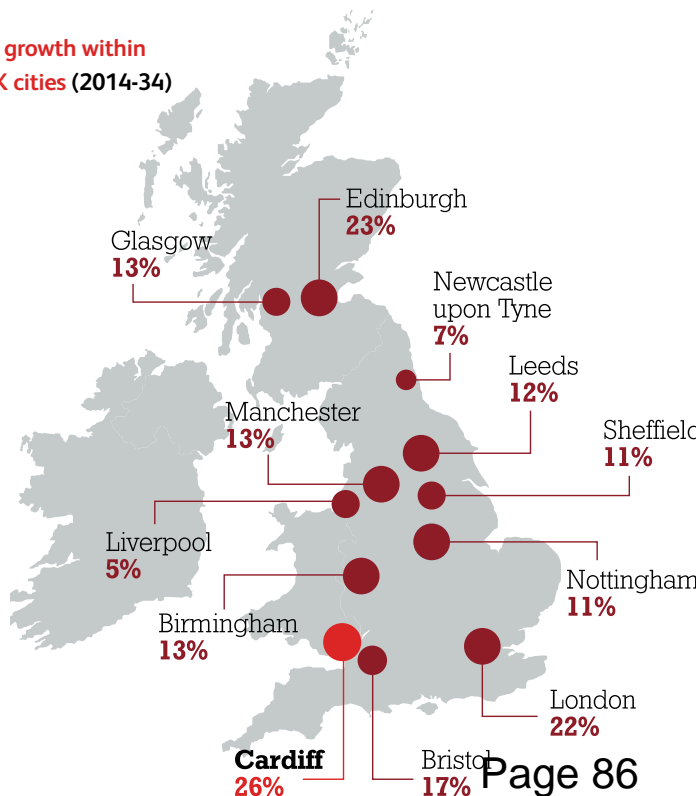 growth within
K cities (2014-34)
Edinburgh
23%
Glasgow
13%
Newcastle
upon Tyne
7%
Leeds
12%
Manchester
13%
Sheffield
11%
Liverpool
5%
Nottingham
11%
Birmingham
13%
London
22%
Cardiff
26%
Bristol
17%
Page 86